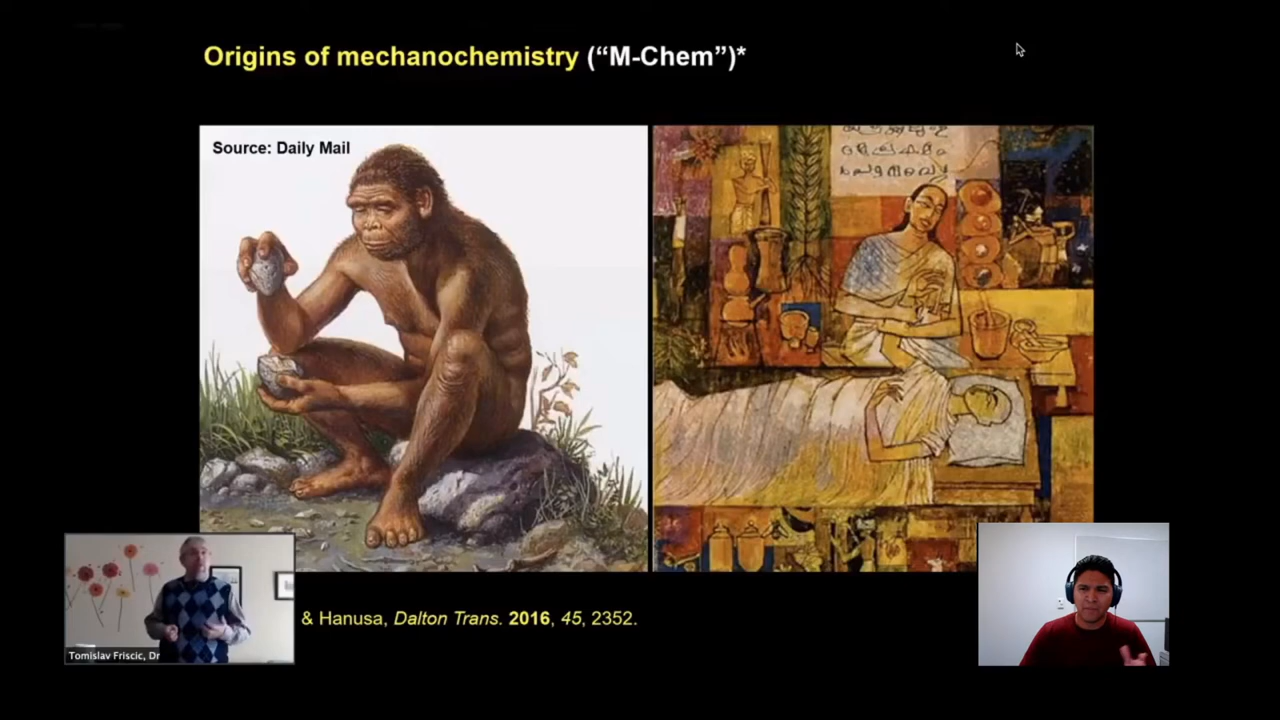 Origins of mechanochemistry (“M-Chem”)*
Source: Daily Mail
& Hanusa, Dalton Trans. 2016, 45, 2352.
Tomislav Friscic, Dr